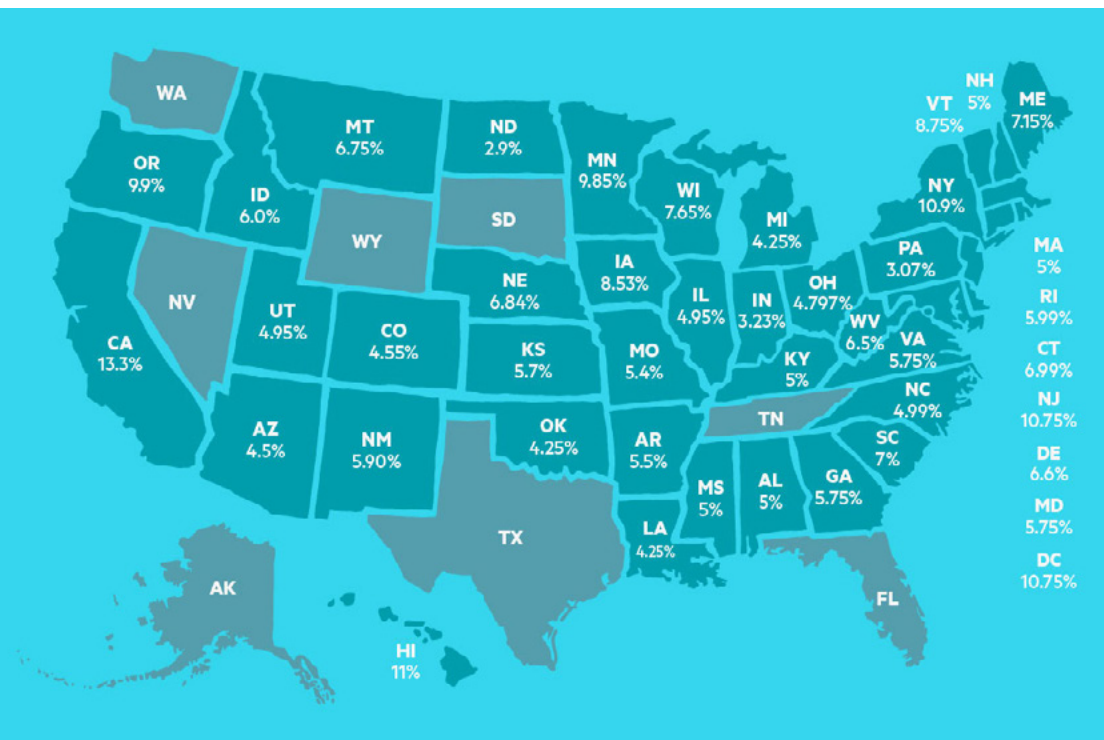 WA
NH
5%
VT
8.75%
ME
7.15%
MT
6.75%
ND
2.9%
MN
9.85%
OR
9.9%
ID
6.0%
WI
7.65%
NY
10.9%
SD
MI
4.25%
WY
PA
3.07%
MA
5%
IA
8.53%
NE
6.84%
OH
4.797%
NV
IL
4.95%
IN
3.23%
RI
5.99%
UT
4.95%
CO
4.55%
WV
6.5%
VA
5.75%
CA
13.3%
KS
5.7%
MO
5.4%
KY
5%
CT
6.99%
NC
4.99%
NJ
10.75%
TN
AZ
4.5%
NM
5.90%
OK
4.25%
AR
5.5%
SC
7%
DE
6.6%
MS
5%
AL
5%
GA
5.75%
MD
5.75%
LA
4.25%
TX
DC
10.75%
AK
FL
HI
11%